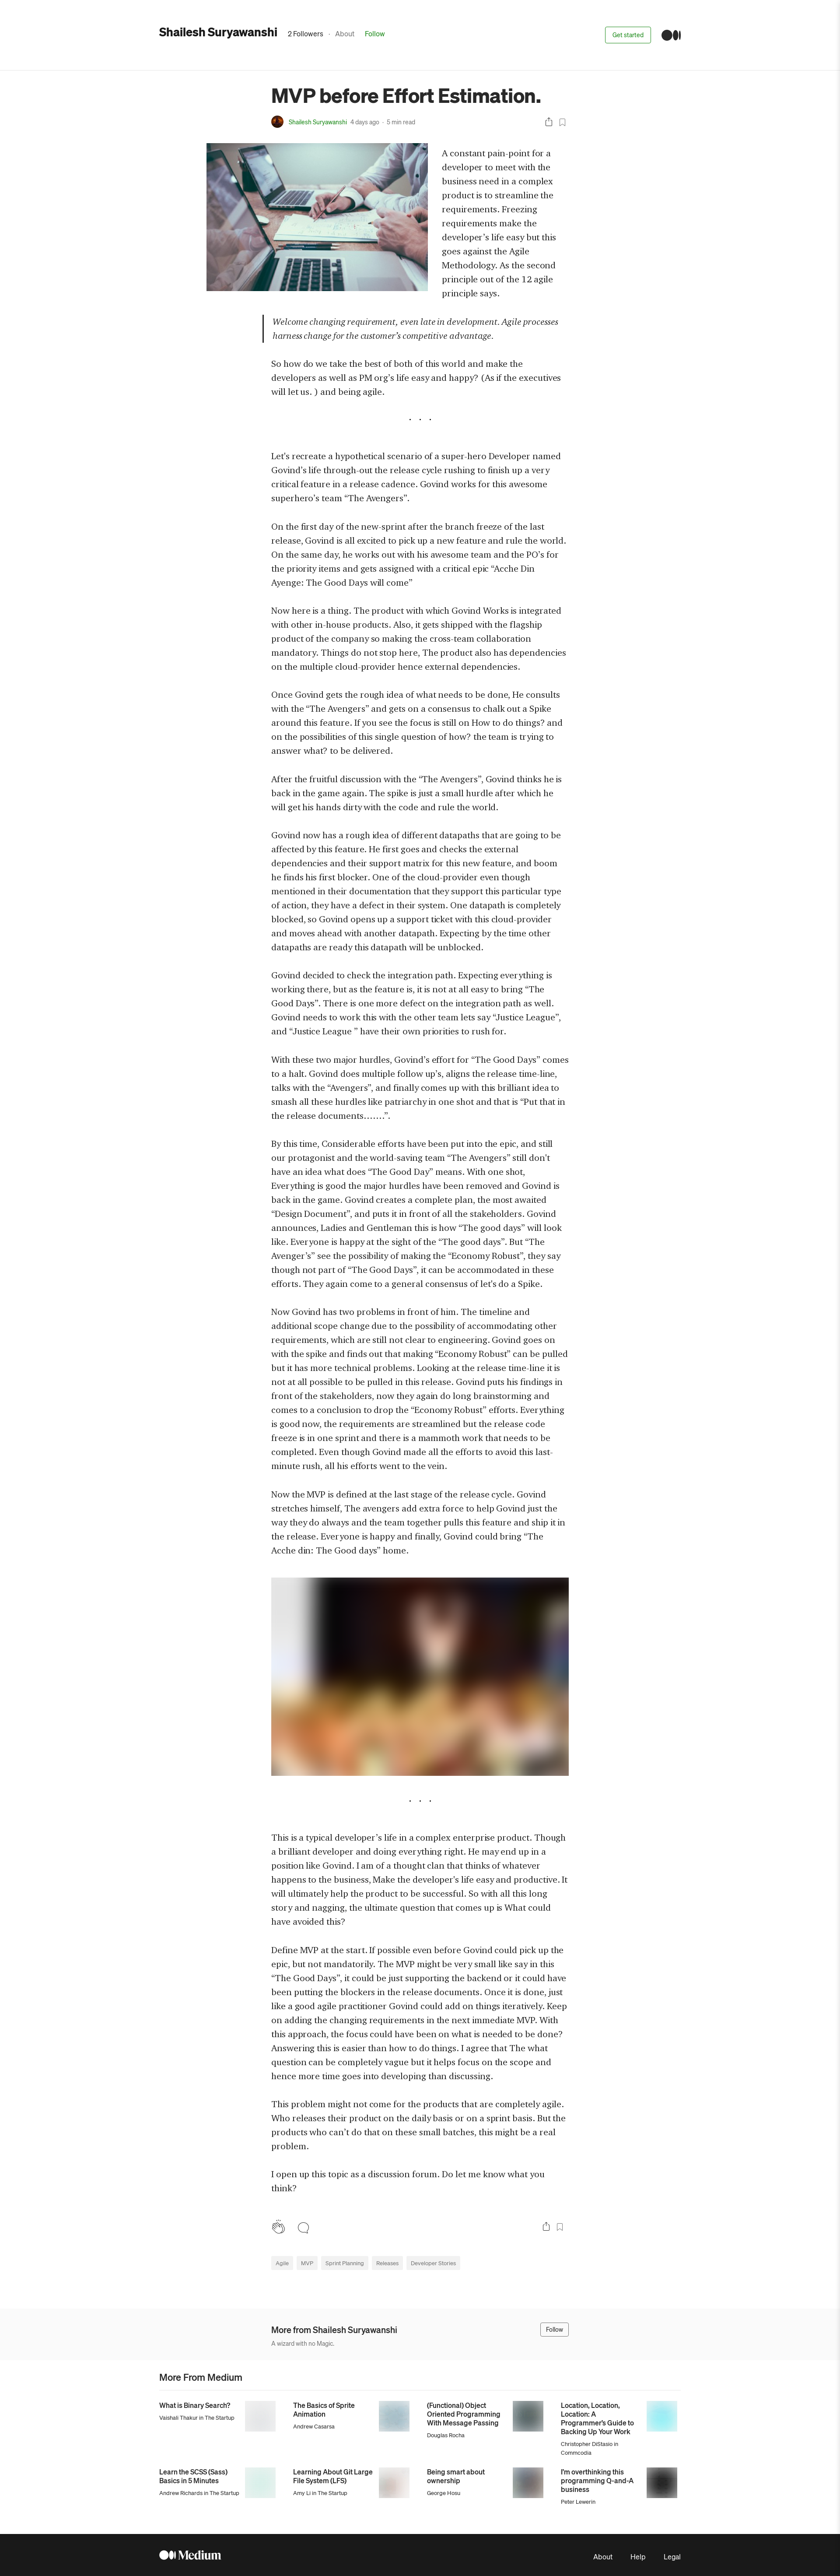 Shailesh Suryawanshi
2 Followers · About Follow
Get started
MVP before Effort Estimation.
Shailesh Suryawanshi 4 days ago · 5 min read
A constant pain-point for a
developer to meet with the
business need in a complex
product is to streamline the
requirements. Freezing
requirements make the
developer's life easy but this
goes against the Agile
Methodology. As the second
principle out of the 12 agile
principle says.
Welcome changing requirement, even late in development. Agile processes
harness change for the customer's competitive advantage.
So how do we take the best of both of this world and make the
developers as well as PM org's life easy and happy? (As if the executives
will let us. ) and being agile.
. . .
Let's recreate a hypothetical scenario of a super-hero Developer named
Govind's life through-out the release cycle rushing to finish up a very
critical feature in a release cadence. Govind works for this awesome
superhero's team “The Avengers”.
On the first day of the new-sprint after the branch freeze of the last
release, Govind is all excited to pick up a new feature and rule the world.
On the same day, he works out with his awesome team and the PO's for
the priority items and gets assigned with a critical epic “Acche Din
Ayenge: The Good Days will come”
Now here is a thing. The product with which Govind Works is integrated
with other in-house products. Also, it gets shipped with the flagship
product of the company so making the cross-team collaboration
mandatory. Things do not stop here, The product also has dependencies
on the multiple cloud-provider hence external dependencies.
Once Govind gets the rough idea of what needs to be done, He consults
with the “The Avengers” and gets on a consensus to chalk out a Spike
around this feature. If you see the focus is still on How to do things? and
on the possibilities of this single question of how? the team is trying to
answer what? to be delivered.
After the fruitful discussion with the “The Avengers”, Govind thinks he is
back in the game again. The spike is just a small hurdle after which he
will get his hands dirty with the code and rule the world.
Govind now has a rough idea of different datapaths that are going to be
affected by this feature. He first goes and checks the external
dependencies and their support matrix for this new feature, and boom
he finds his first blocker. One of the cloud-provider even though
mentioned in their documentation that they support this particular type
of action, they have a defect in their system. One datapath is completely
blocked, so Govind opens up a support ticket with this cloud-provider
and moves ahead with another datapath. Expecting by the time other
datapaths are ready this datapath will be unblocked.
Govind decided to check the integration path. Expecting everything is
working there, but as the feature is, it is not at all easy to bring “The
Good Days”. There is one more defect on the integration path as well.
Govind needs to work this with the other team lets say “Justice League”,
and “Justice League ” have their own priorities to rush for.
With these two major hurdles, Govind's effort for “The Good Days” comes
to a halt. Govind does multiple follow up's, aligns the release time-line,
talks with the “Avengers”, and finally comes up with this brilliant idea to
smash all these hurdles like patriarchy in one shot and that is “Put that in
the release documents…….”.
By this time, Considerable efforts have been put into the epic, and still
our protagonist and the world-saving team “The Avengers” still don't
have an idea what does “The Good Day” means. With one shot,
Everything is good the major hurdles have been removed and Govind is
back in the game. Govind creates a complete plan, the most awaited
“Design Document”, and puts it in front of all the stakeholders. Govind
announces, Ladies and Gentleman this is how “The good days” will look
like. Everyone is happy at the sight of the “The good days”. But “The
Avenger's” see the possibility of making the “Economy Robust”, they say
though not part of “The Good Days”, it can be accommodated in these
efforts. They again come to a general consensus of let's do a Spike.
Now Govind has two problems in front of him. The timeline and
additional scope change due to the possibility of accommodating other
requirements, which are still not clear to engineering. Govind goes on
with the spike and finds out that making “Economy Robust” can be pulled
but it has more technical problems. Looking at the release time-line it is
not at all possible to be pulled in this release. Govind puts his findings in
front of the stakeholders, now they again do long brainstorming and
comes to a conclusion to drop the “Economy Robust” efforts. Everything
is good now, the requirements are streamlined but the release code
freeze is in one sprint and there is a mammoth work that needs to be
completed. Even though Govind made all the efforts to avoid this last-
minute rush, all his efforts went to the vein.
Now the MVP is defined at the last stage of the release cycle. Govind
stretches himself, The avengers add extra force to help Govind just the
way they do always and the team together pulls this feature and ship it in
the release. Everyone is happy and finally, Govind could bring “The
Acche din: The Good days” home.
. . .
This is a typical developer's life in a complex enterprise product. Though
a brilliant developer and doing everything right. He may end up in a
position like Govind. I am of a thought clan that thinks of whatever
happens to the business, Make the developer's life easy and productive. It
will ultimately help the product to be successful. So with all this long
story and nagging, the ultimate question that comes up is What could
have avoided this?
Define MVP at the start. If possible even before Govind could pick up the
epic, but not mandatorily. The MVP might be very small like say in this
“The Good Days”, it could be just supporting the backend or it could have
been putting the blockers in the release documents. Once it is done, just
like a good agile practitioner Govind could add on things iteratively. Keep
on adding the changing requirements in the next immediate MVP. With
this approach, the focus could have been on what is needed to be done?
Answering this is easier than how to do things. I agree that The what
question can be completely vague but it helps focus on the scope and
hence more time goes into developing than discussing.
This problem might not come for the products that are completely agile.
Who releases their product on the daily basis or on a sprint basis. But the
products who can't do that on these small batches, this might be a real
problem.
I open up this topic as a discussion forum. Do let me know what you
think?
Agile MVP Sprint Planning Releases Developer Stories
More from Shailesh Suryawanshi
Follow
A wizard with no Magic.
More From Medium
What is Binary Search?
Vaishali Thakur in The Startup
The Basics of Sprite
Animation
Andrew Casarsa
(Functional) Object
Oriented Programming
With Message Passing
Douglas Rocha
Location, Location,
Location: A
Programmer's Guide to
Backing Up Your Work
Christopher DiStasio in
Commcodia
Learn the SCSS (Sass)
Basics in 5 Minutes
Andrew Richards in The Startup
Learning About Git Large
File System (LFS)
Amy Li in The Startup
Being smart about
ownership
George Hosu
I'm overthinking this
programming Q-and-A
business
Peter Lewerin
Medium
About Help Legal